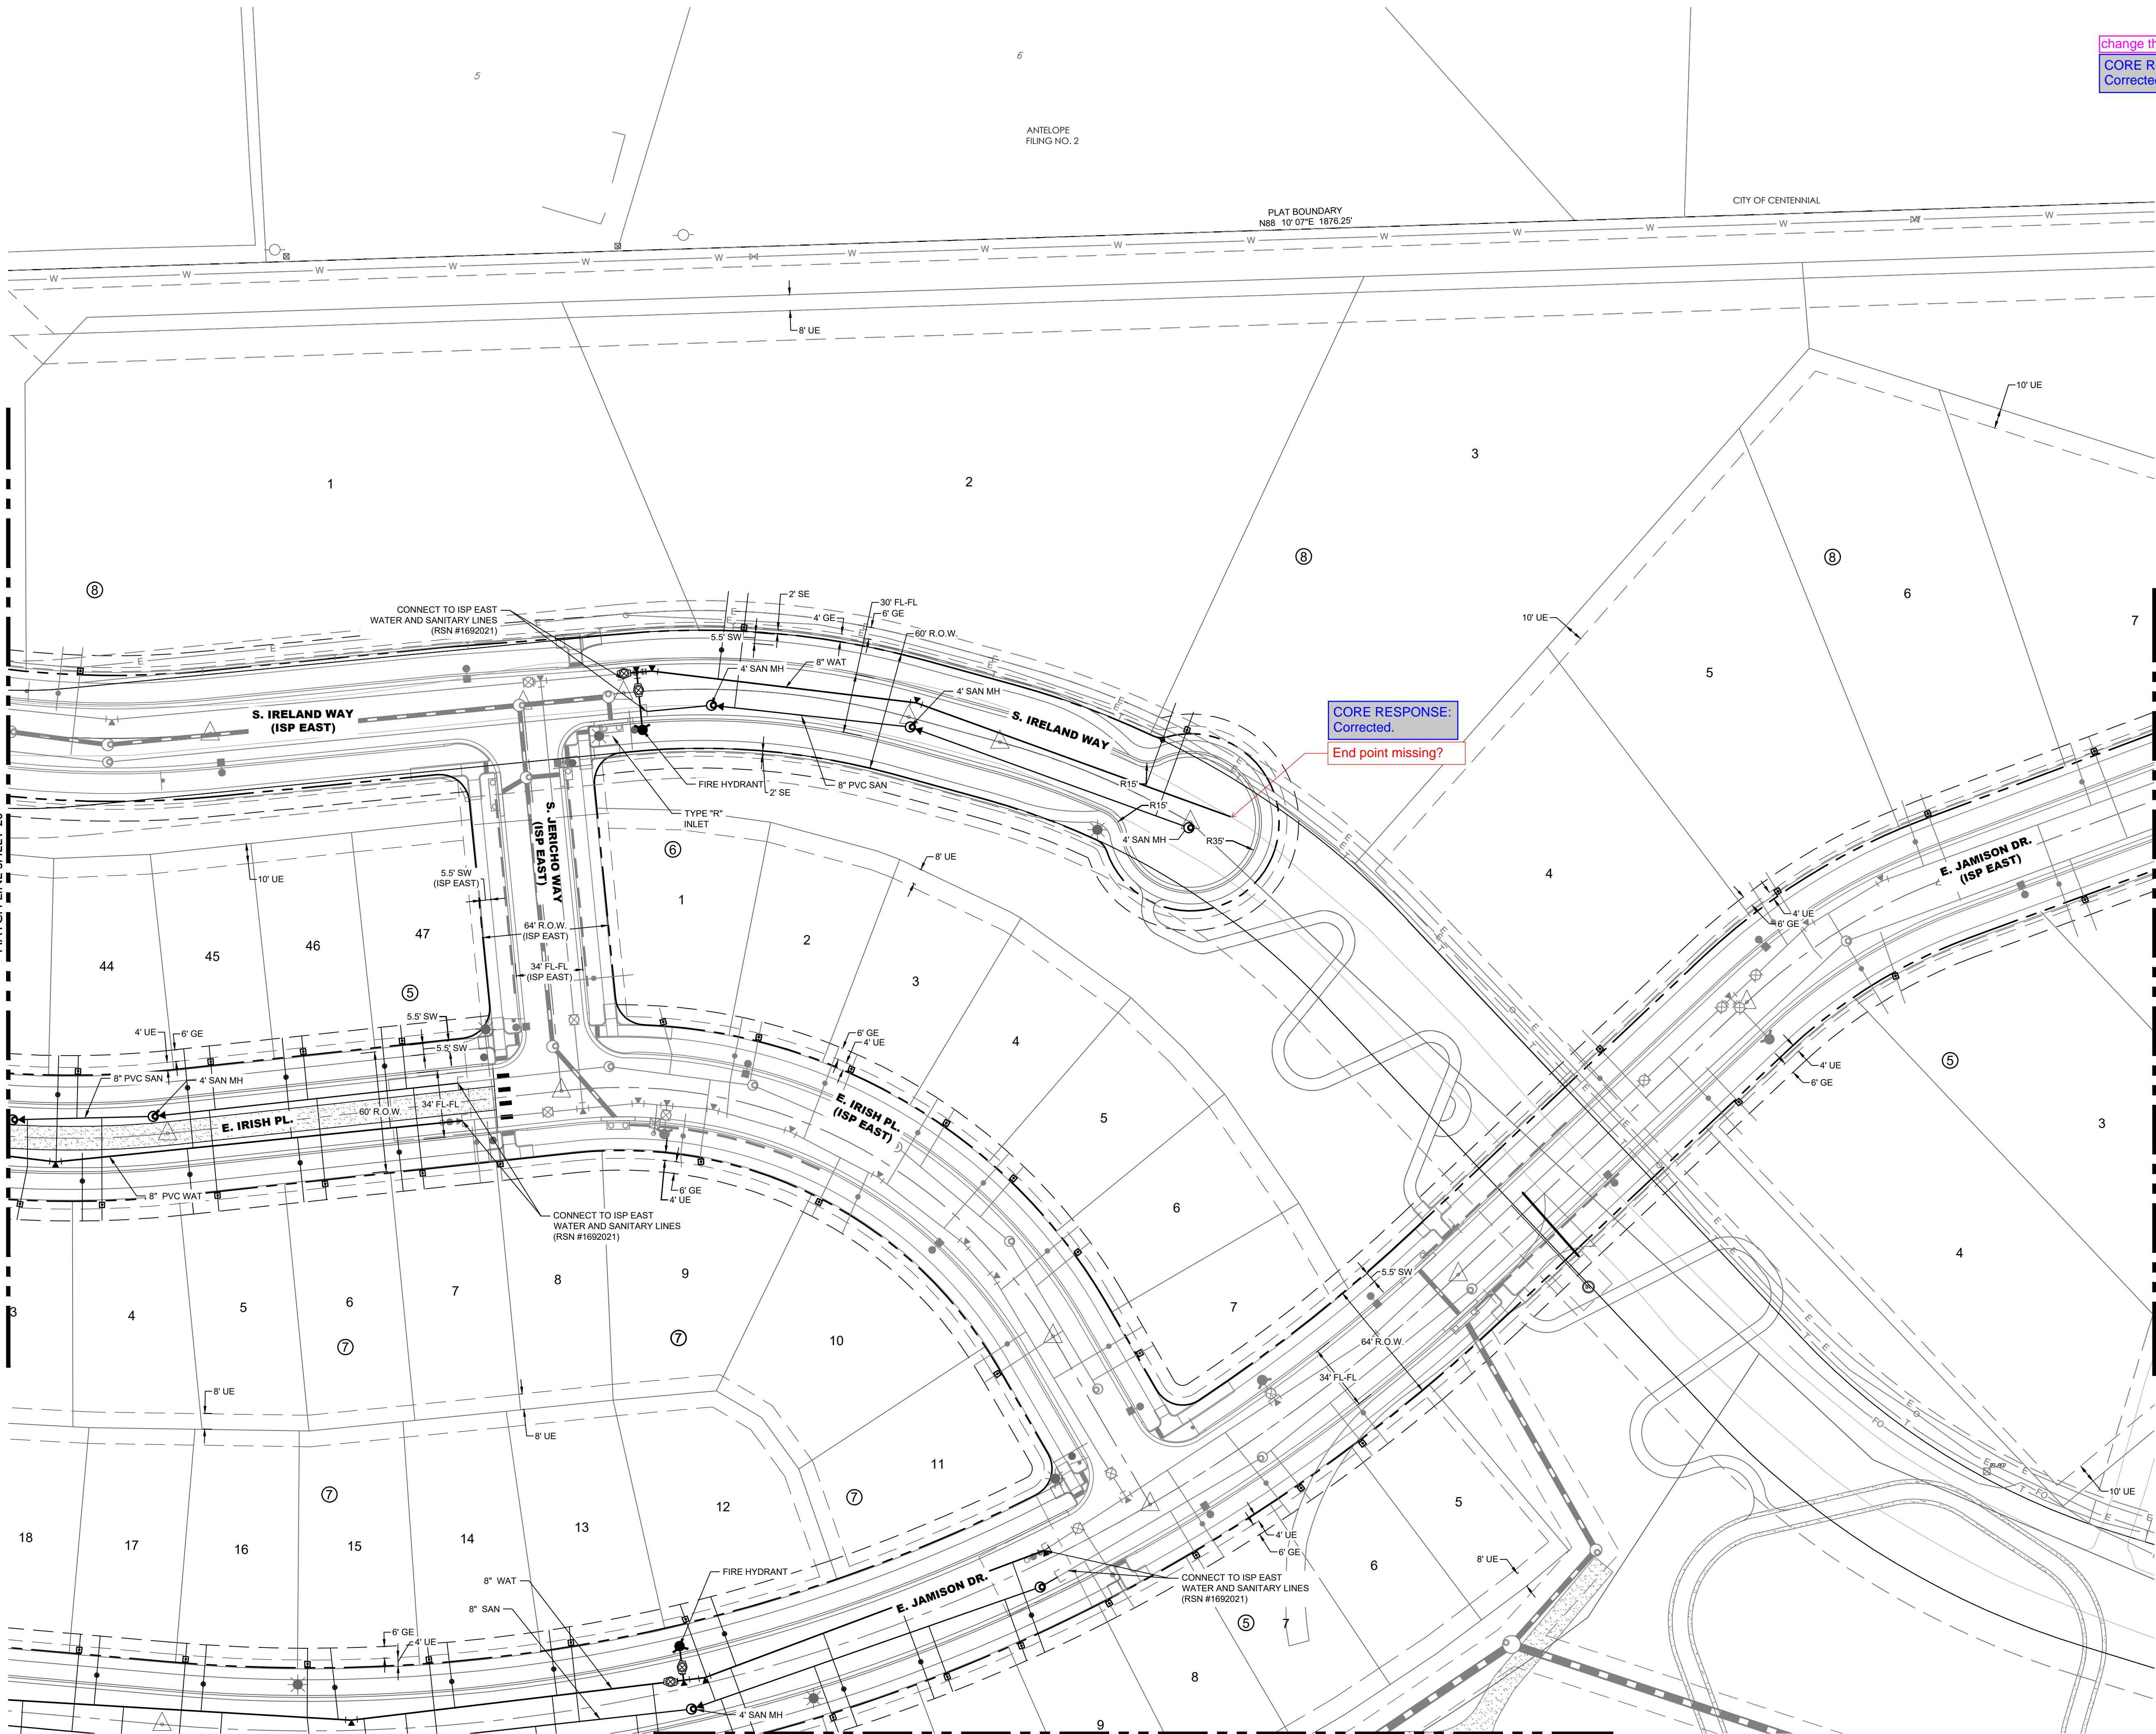 change th
CORE R
Corrected
5
6
ANTELOPE
FILING NO. 2
CITY OF CENTENNIAL
PLAT BOUNDARY
N88 10' 07"E 1876.25'
W W W W W W W W W W W W W W W W
8' UE
10' UE
1
2
3
8
8
8
6
7
5
4
10' UE
CONNECT TO ISP EAST
WATER AND SANITARY LINES
(RSN #1692021)
2' SE
4' GE
30' FL-FL
6' GE
5.5' SW
60' R.O.W.
4' SAN MH
8" WAT
4' SAN MH
S. IRELAND WAY
(ISP EAST)
S. IRELAND WAY
CORE RESPONSE:
Corrected.
End point missing?
FIRE HYDRANT
2' SE
8" PVC SAN
R15'
R15'
4' SAN MH
R35'
TYPE "R"
INLET
S. JERICHO WAY
(ISP EAST)
6
10' UE
5.5' SW
(ISP EAST)
8' UE
64' R.O.W.
(ISP EAST)
34' FL-FL
(ISP EAST)
44
45
46
47
5
1
2
3
4
5
6
7
E. JAMISON DR.
(ISP EAST)
4' UE
6' GE
4' UE
6' GE
5
3
4
4' UE
6' GE
5.5' SW
5.5' SW
6' GE
4' UE
8" PVC SAN
4' SAN MH
60' R.O.W.
34' FL-FL
E. IRISH PL.
E. IRISH PL.
(ISP EAST)
8" PVC WAT
6' GE
4' UE
CONNECT TO ISP EAST
WATER AND SANITARY LINES
(RSN #1692021)
3
4
5
6
7
8
9
10
11
7
7
5.5' SW
64' R.O.W.
34' FL-FL
8' UE
8' UE
FO
FO
10' UE
18
17
16
15
14
13
12
7
7
5
6
4' UE
6' GE
8' UE
CONNECT TO ISP EAST
WATER AND SANITARY LINES
(RSN #1692021)
5
7
8
9
8" WAT
FIRE HYDRANT
8" SAN
E. JAMISON DR.
6' GE
4' UE
4' SAN MH